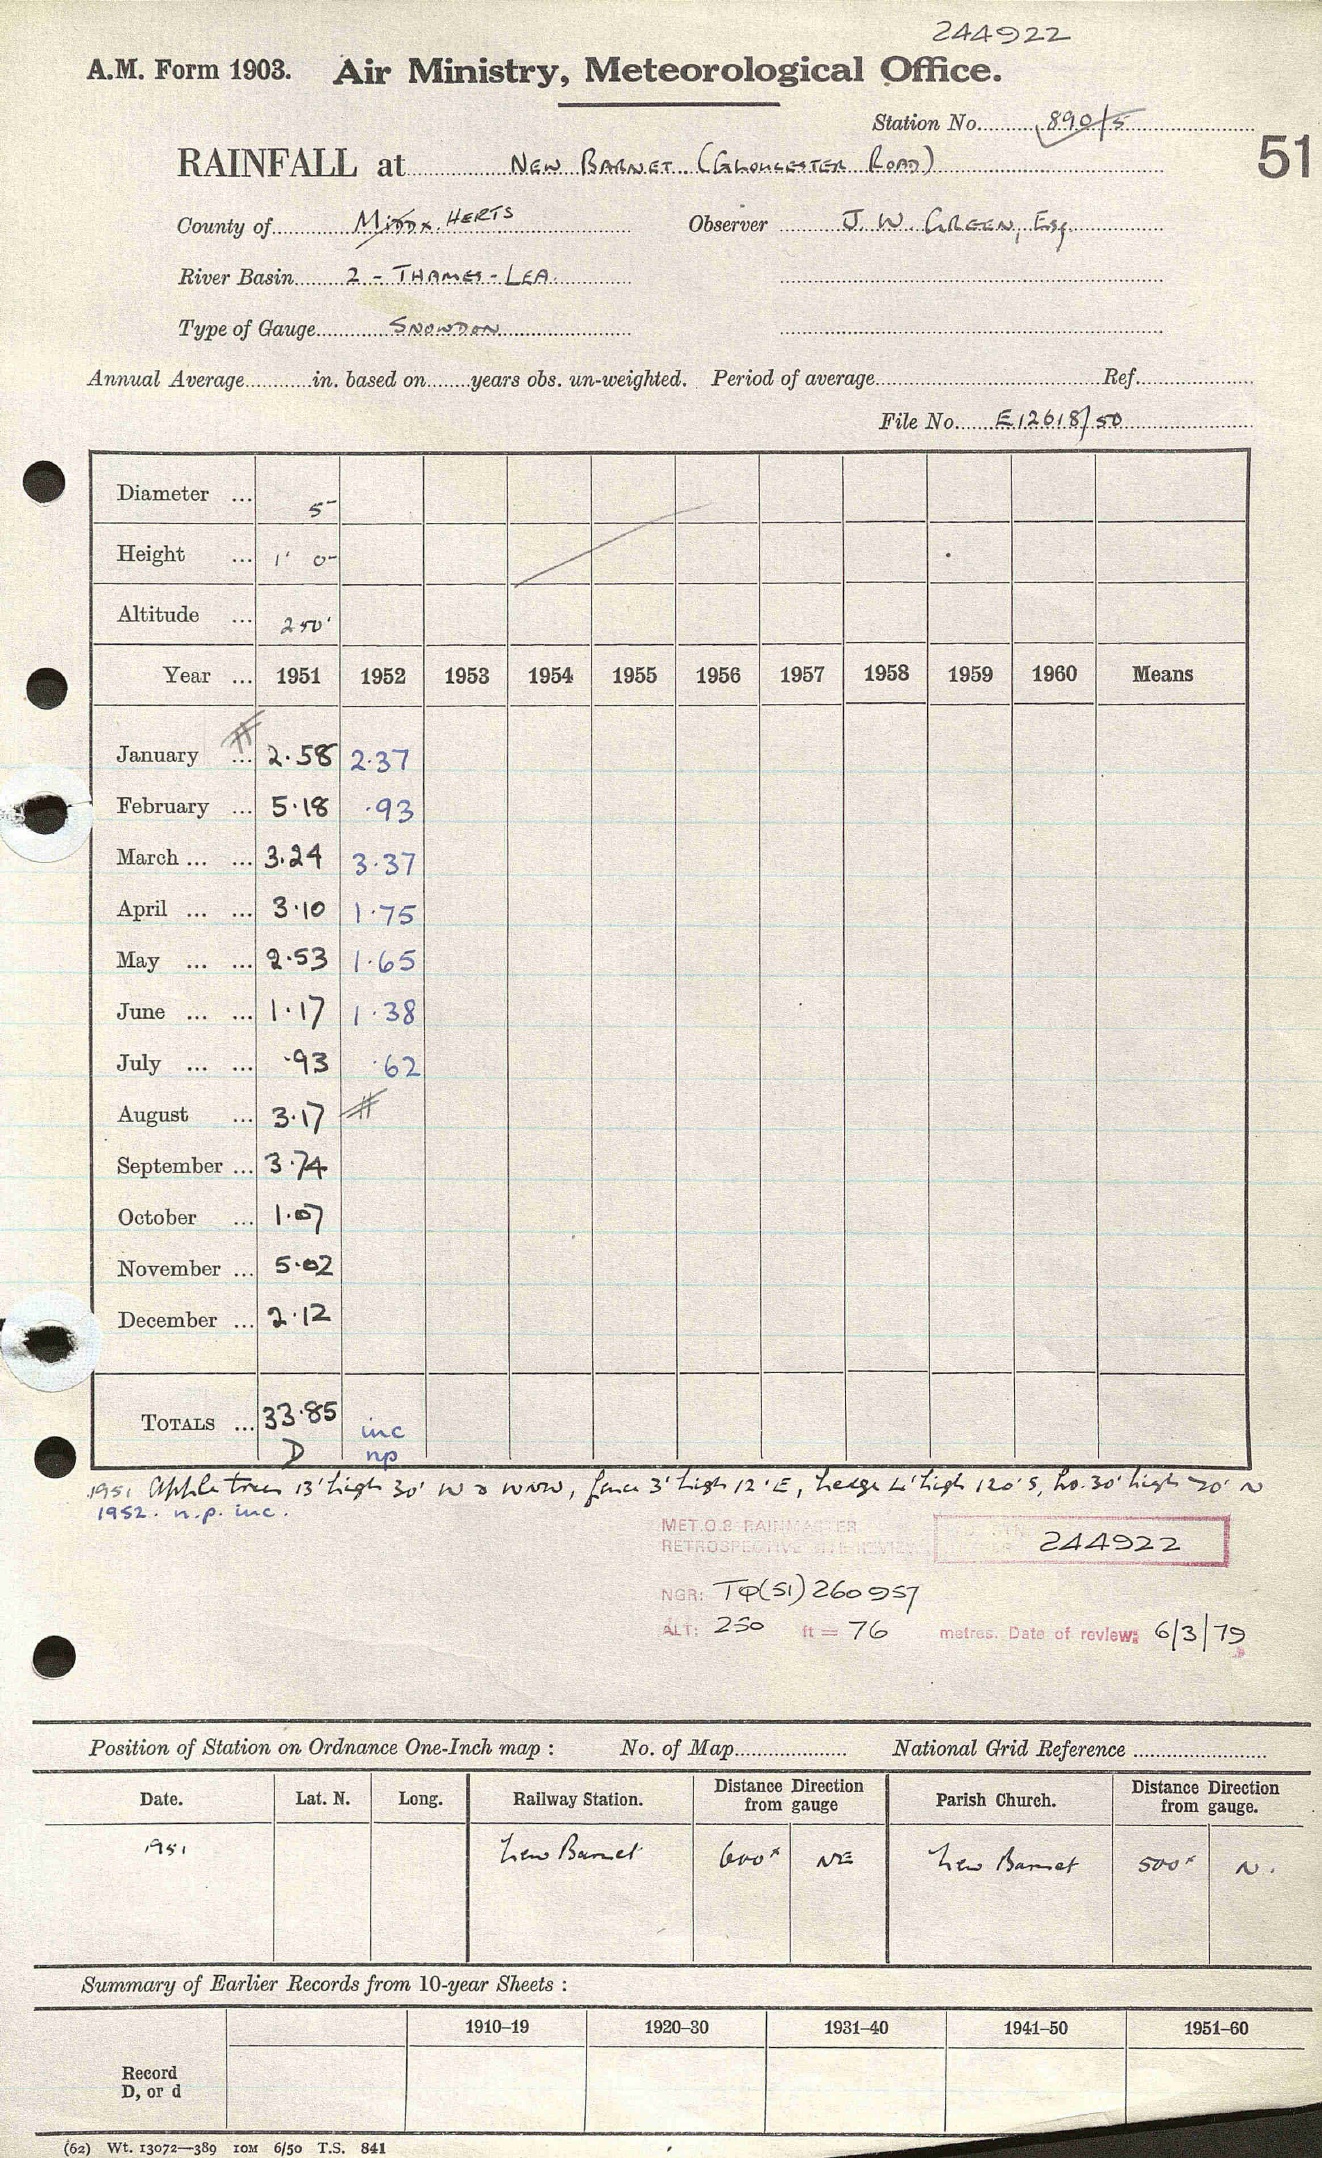 244922
A.M. Form 1903. Air Ministry, Meteorological Office.
Station No. 890/5
51
RAINFALL at NEW BARNET (GLOUCESTER ROAD)
County of Middx. HERTS Observer J. W. GREEN, Esq.
River Basin 2 - THAMES - LEA.
Type of Gauge SNOWDON
Annual Average in. based on years obs. un-weighted. Period of average Ref.
File No. E12618/50
Diameter ... 5"
Height ... 1' 0"
Altitude ... 250'
Year ... 1951 1952 1953 1954 1955 1956 1957 1958 1959 1960 Means
January ... 2.58 2.37
February ... 5.18 .93
March ... ... 3.24 3.37
April ... ... 3.10 1.75
May ... ... 2.53 1.65
June ... ... 1.17 1.38
July ... ... .93 .62
August ... 3.17
September ... 3.74
October ... 1.07
November ... 5.02
December ... 2.12
TOTALS ... 33.85 inc
D np
1951 Apple trees 13' high 30' W & WNW, fence 3' high 12' E, hedge 4' high 120' S, ho. 30' high 70' N
1952. n.p. inc.
MET.O.8 RAINMASTER
RETROSPECTIVE SITE REVIEW 244922
NGR: TQ(51)260957
ALT: 250 ft = 76 metres. Date of review: 6/3/79
Position of Station on Ordnance One-Inch map : No. of Map National Grid Reference
Date. Lat. N. Long. Railway Station. Distance Direction from gauge Parish Church. Distance Direction from gauge.
1951 New Barnet 600x NE New Barnet 500x N.
Summary of Earlier Records from 10-year Sheets :
1910–19 1920–30 1931–40 1941–50 1951–60
Record
D, or d
(62) Wt. 13072—389 10M 6/50 T.S. 841